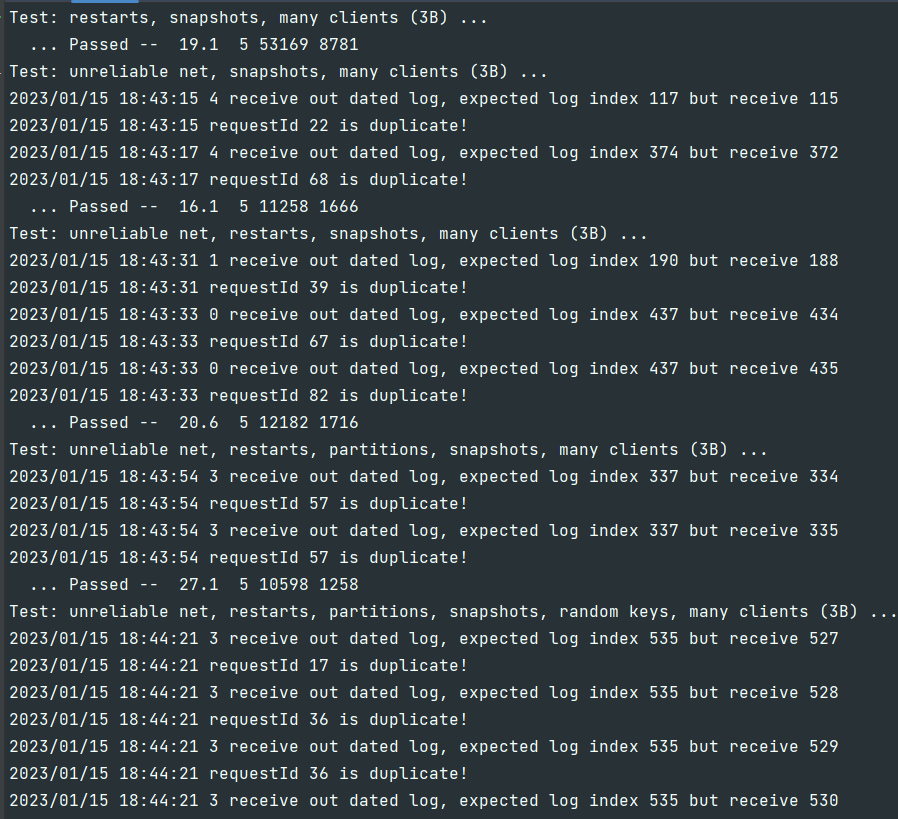 Test: restarts, snapshots, many clients (3B) ...
  ... Passed --  19.1  5 53169 8781
Test: unreliable net, snapshots, many clients (3B) ...
2023/01/15 18:43:15 4 receive out dated log, expected log index 117 but receive 115
2023/01/15 18:43:15 requestId 22 is duplicate!
2023/01/15 18:43:17 4 receive out dated log, expected log index 374 but receive 372
2023/01/15 18:43:17 requestId 68 is duplicate!
  ... Passed --  16.1  5 11258 1666
Test: unreliable net, restarts, snapshots, many clients (3B) ...
2023/01/15 18:43:31 1 receive out dated log, expected log index 190 but receive 188
2023/01/15 18:43:31 requestId 39 is duplicate!
2023/01/15 18:43:33 0 receive out dated log, expected log index 437 but receive 434
2023/01/15 18:43:33 requestId 67 is duplicate!
2023/01/15 18:43:33 0 receive out dated log, expected log index 437 but receive 435
2023/01/15 18:43:33 requestId 82 is duplicate!
  ... Passed --  20.6  5 12182 1716
Test: unreliable net, restarts, partitions, snapshots, many clients (3B) ...
2023/01/15 18:43:54 3 receive out dated log, expected log index 337 but receive 334
2023/01/15 18:43:54 requestId 57 is duplicate!
2023/01/15 18:43:54 3 receive out dated log, expected log index 337 but receive 335
2023/01/15 18:43:54 requestId 57 is duplicate!
  ... Passed --  27.1  5 10598 1258
Test: unreliable net, restarts, partitions, snapshots, random keys, many clients (3B) ...
2023/01/15 18:44:21 3 receive out dated log, expected log index 535 but receive 527
2023/01/15 18:44:21 requestId 17 is duplicate!
2023/01/15 18:44:21 3 receive out dated log, expected log index 535 but receive 528
2023/01/15 18:44:21 requestId 36 is duplicate!
2023/01/15 18:44:21 3 receive out dated log, expected log index 535 but receive 529
2023/01/15 18:44:21 requestId 36 is duplicate!
2023/01/15 18:44:21 3 receive out dated log, expected log index 535 but receive 530